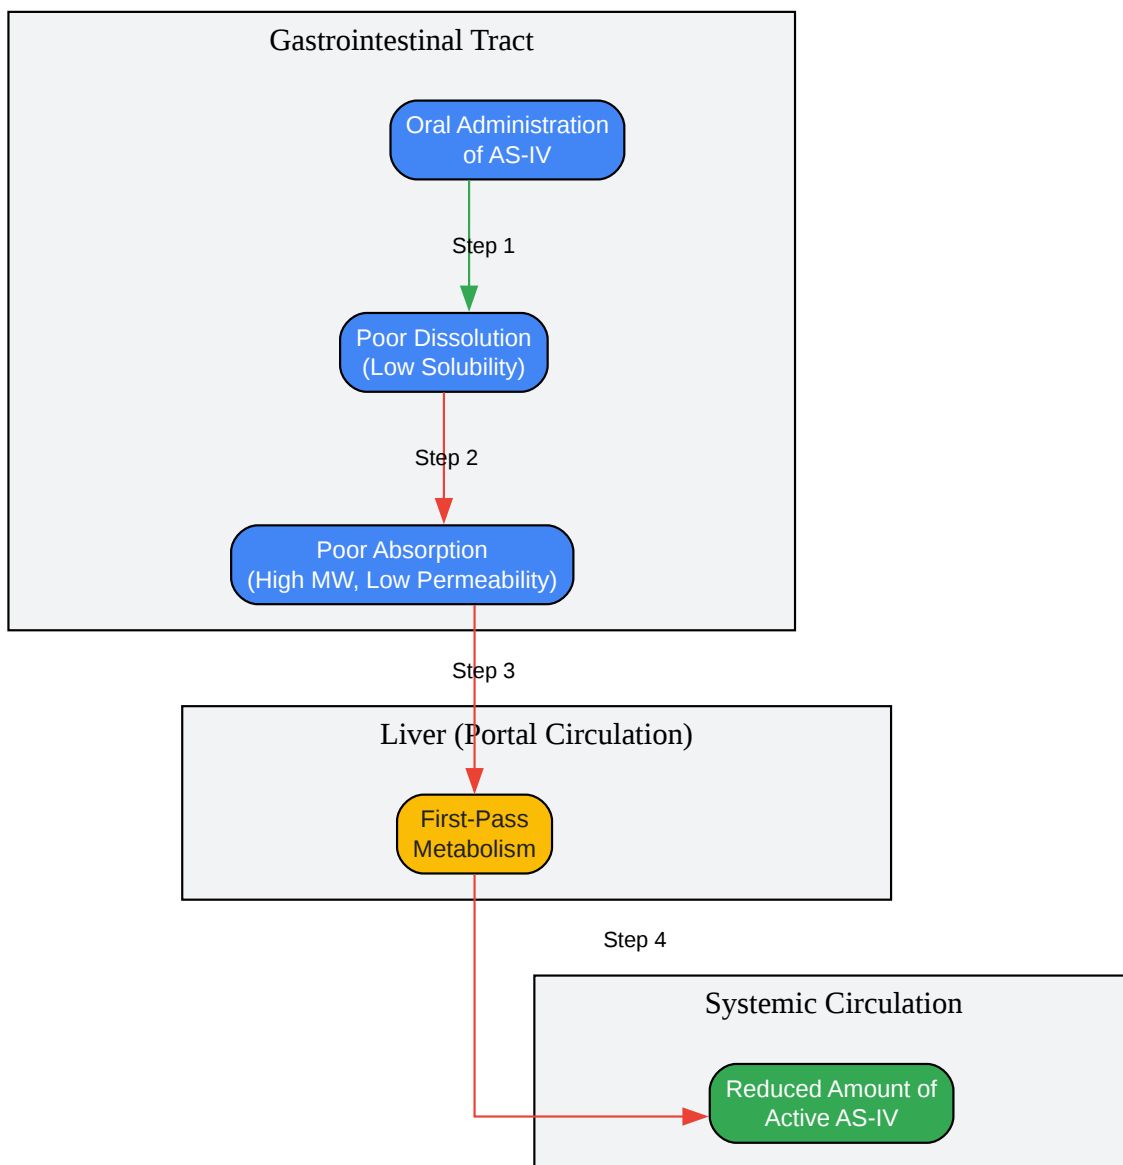 Gastrointestinal Tract
Oral Administration
of AS-IV
Step 1
Poor Dissolution
(Low Solubility)
Step 2
Poor Absorption
(High MW, Low Permeability)
Step 3
Liver (Portal Circulation)
First-Pass
Metabolism
Step 4
Systemic Circulation
Reduced Amount of
Active AS-IV